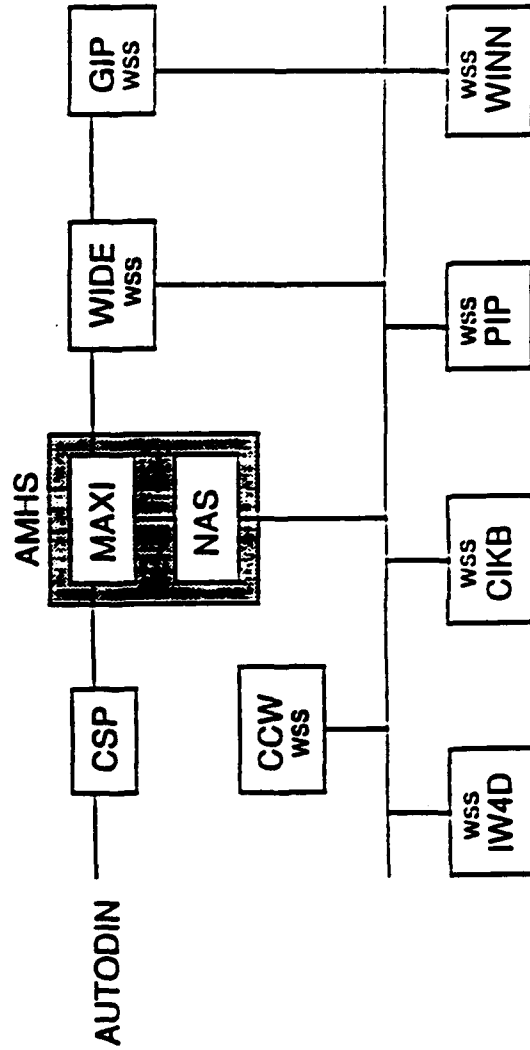 AUTODIN
CSP
AMHS
MAXI
NAS
WIDE
wss
GIP
wss
CCW
wss
wss
IW4D
wss
CIKB
wss
PIP
wss
WINN